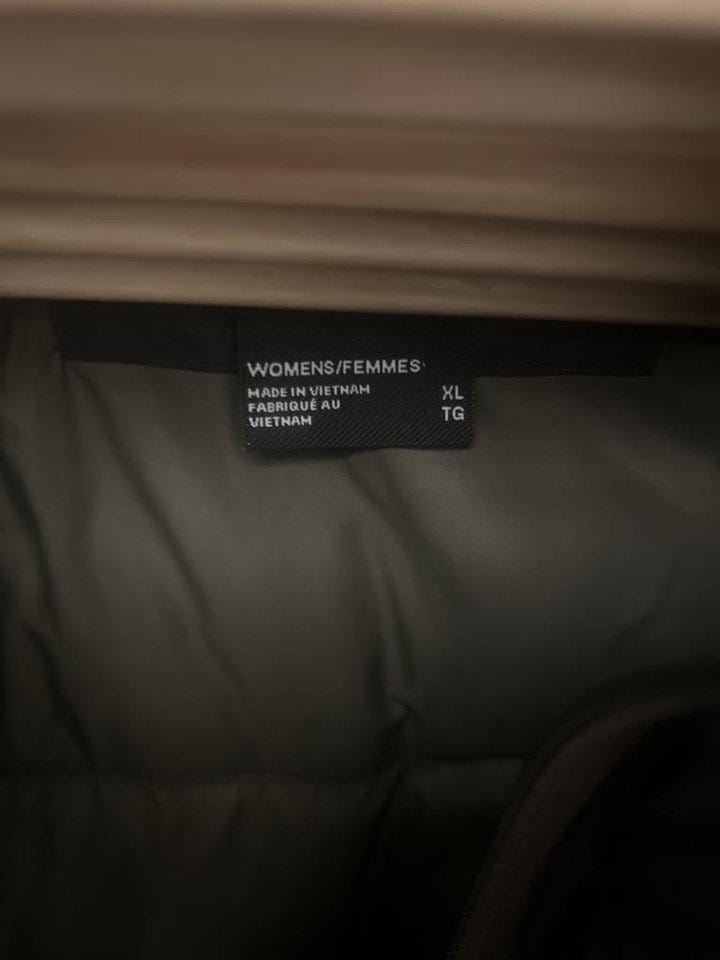 WOMENS/FEMMES
MADE IN VIETNAM
FABRIQUÉ AU
VIETNAM
XL
TG